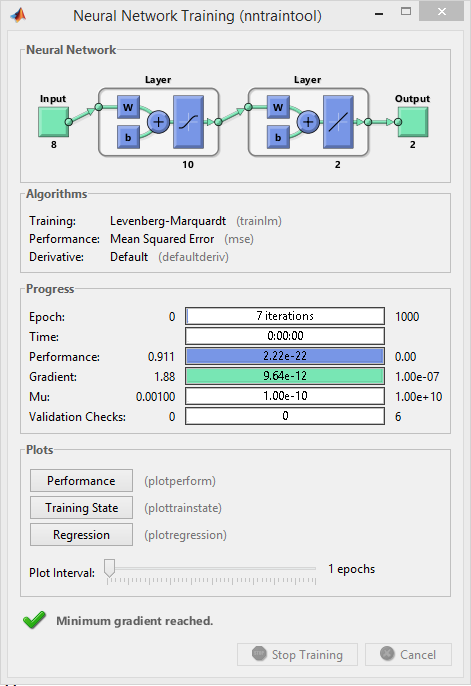 Neural Network Training (nntraintool)
Neural Network
Layer Layer
Input Output
W W
b b
8 10 2 2
Algorithms
Training: Levenberg-Marquardt (trainlm)
Performance: Mean Squared Error (mse)
Derivative: Default (defaultderiv)
Progress
Epoch: 0 7 iterations 1000
Time: 0:00:00
Performance: 0.911 2.22e-22 0.00
Gradient: 1.88 9.64e-12 1.00e-07
Mu: 0.00100 1.00e-10 1.00e+10
Validation Checks: 0 0 6
Plots
Performance (plotperform)
Training State (plottrainstate)
Regression (plotregression)
Plot Interval: 1 epochs
Minimum gradient reached.
Stop Training Cancel